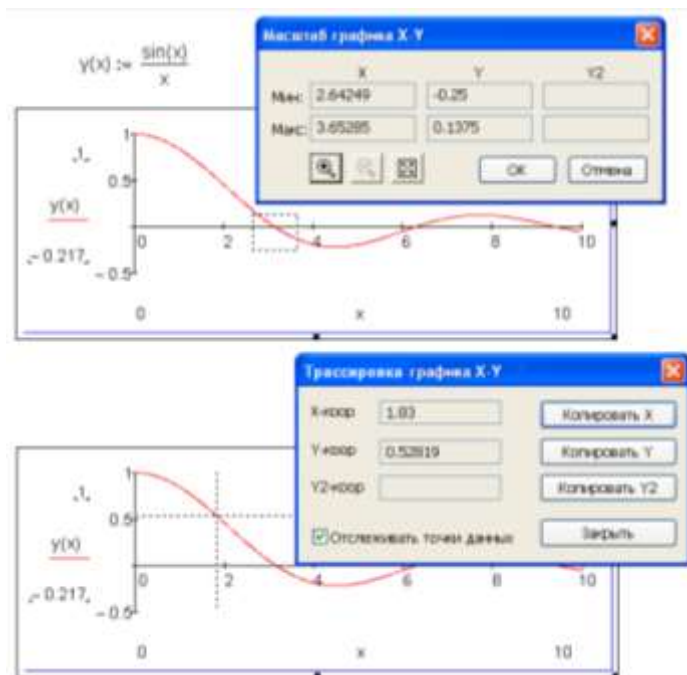 y(x) := sin(x)
x
Масштаб графика X-Y
X Y Y2
Мин: 2.64249 -0.25
Макс: 3.65285 0.1375
OK Отмена
1
1
0.5
y(x)
-0.217
-0.5
0 2 4 6 8 10
0 x 10
Трассировка графика X-Y
X-коор 1.83 Копировать X
Y-коор 0.52819 Копировать Y
Y2-коор Копировать Y2
Отслеживать точки данных Закрыть
1
1
0.5
y(x)
-0.217
-0.5
0 2 4 6 8 10
0 x 10